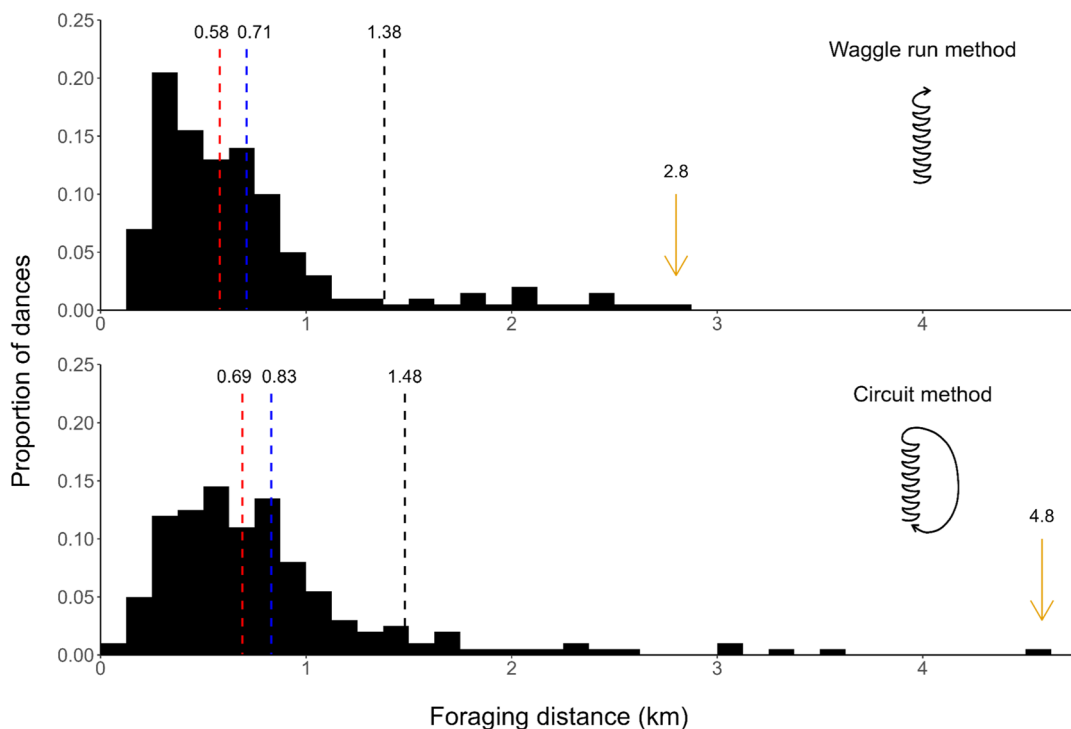 Proportion of dances
0.25
0.20
0.15
0.10
0.05
0.00
0.58 0.71 1.38
Waggle run method
2.8
0 1 2 3 4
0.25
0.20
0.15
0.10
0.05
0.00
0.69 0.83 1.48
Circuit method
4.8
0 1 2 3 4
Foraging distance (km)